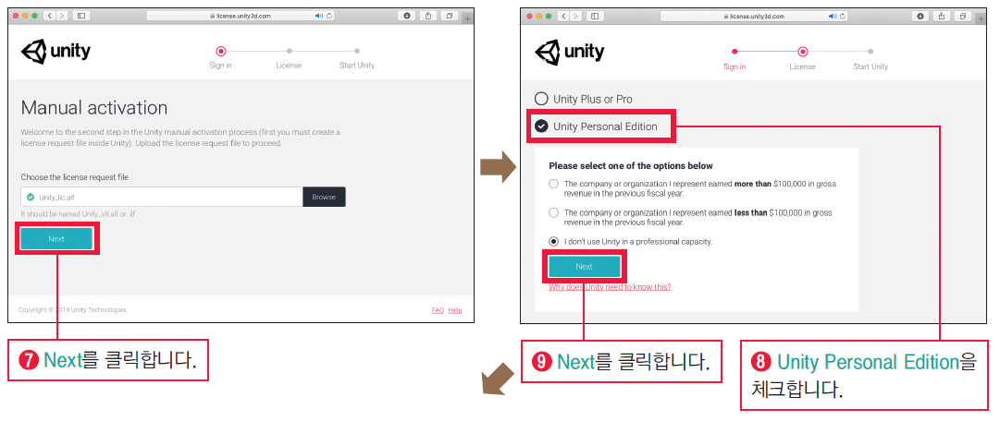 license.unity3d.com
unity
Sign in
License
Start Unity
Manual activation
Welcome to the second step in the Unity manual activation process (first you must create a
license request file inside Unity). Upload the license request file to proceed.
Choose the license request file
Unity_lic.alf
Browse
It should be named Unity_vX.alf or .ilf
Next
Copyright © 2019 Unity Technologies
FAQ Help
❼ Next를 클릭합니다.
license.unity3d.com
unity
Sign in
License
Start Unity
Unity Plus or Pro
Unity Personal Edition
Please select one of the options below
The company or organization I represent earned more than $100,000 in gross
revenue in the previous fiscal year.
The company or organization I represent earned less than $100,000 in gross
revenue in the previous fiscal year.
I don't use Unity in a professional capacity.
Next
Why does Unity need to know this?
❾ Next를 클릭합니다.
❽ Unity Personal Edition을
체크합니다.